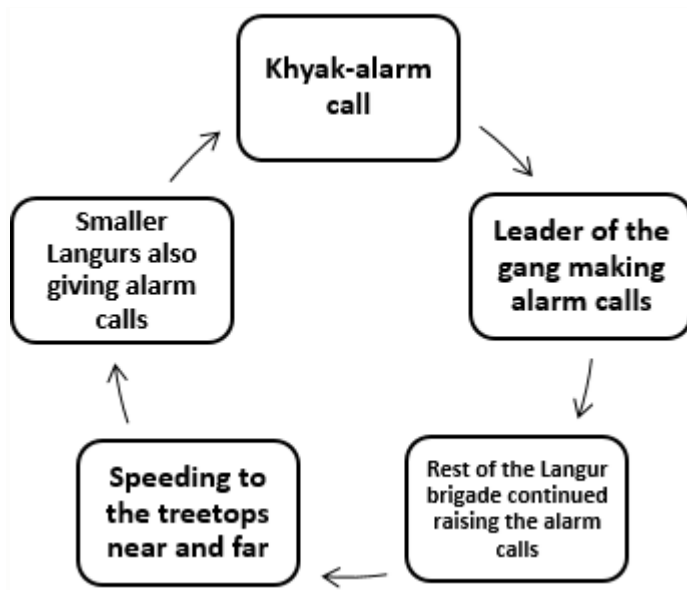 Khyak-alarm
call
Leader of the
gang making
alarm calls
Rest of the Langur
brigade continued
raising the alarm
calls
Speeding to
the treetops
near and far
Smaller
Langurs also
giving alarm
calls